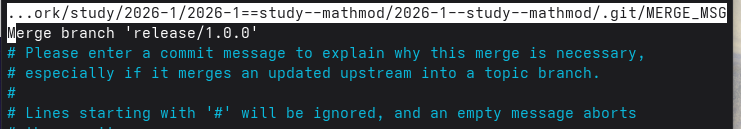 ...ork/study/2026-1/2026-1==study--mathmod/2026-1--study--mathmod/.git/MERGE_MSG
Merge branch 'release/1.0.0'
# Please enter a commit message to explain why this merge is necessary,
# especially if it merges an updated upstream into a topic branch.
#
# Lines starting with '#' will be ignored, and an empty message aborts